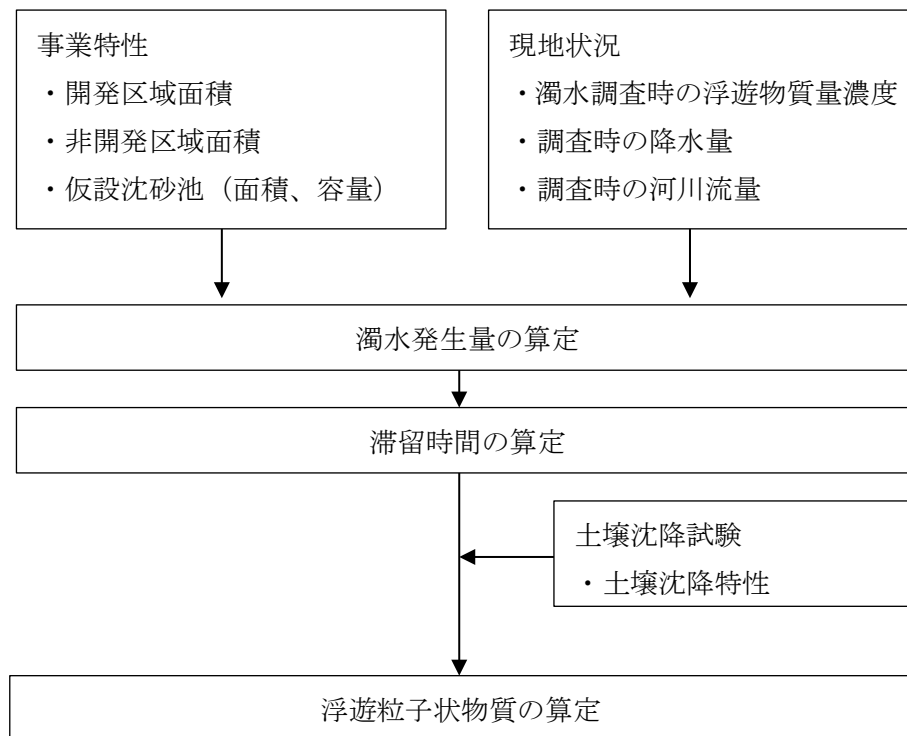 事業特性
・開発区域面積
・非開発区域面積
・仮設沈砂池（面積、容量）
現地状況
・濁水調査時の浮遊物質量濃度
・調査時の降水量
・調査時の河川流量
濁水発生量の算定
滞留時間の算定
土壌沈降試験
・土壌沈降特性
浮遊粒子状物質の算定